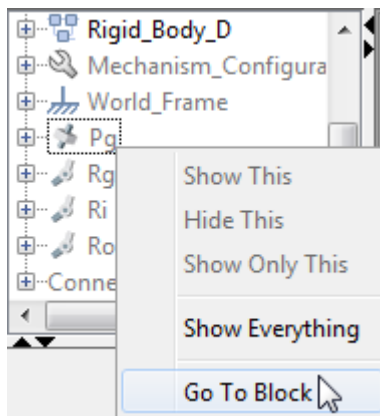 Rigid_Body_D
Mechanism_Configura
World_Frame
Pg
Rg
Ri
Ro
Conne
Show This
Hide This
Show Only This
Show Everything
Go To Block